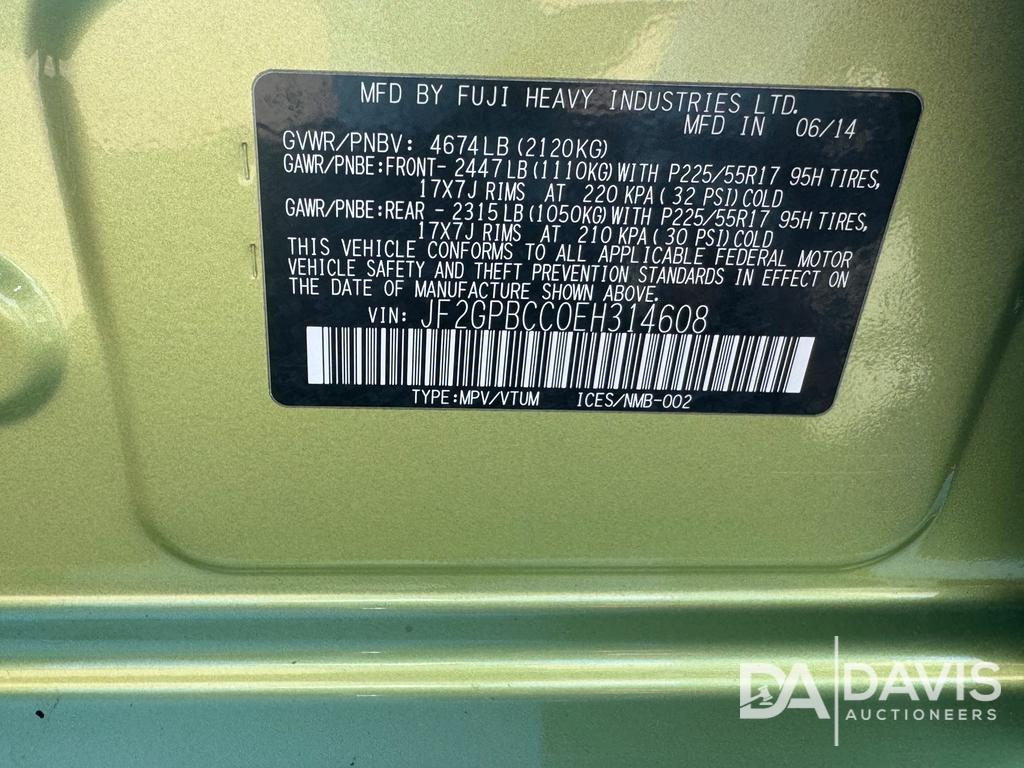 MFD BY FUJI HEAVY INDUSTRIES LTD.
MFD IN 06/14
GVWR/PNBV: 4674LB(2120KG)
GAWR/PNBE:FRONT- 2447LB(1110KG)WITH P225/55R17 95H TIRES,
17X7J RIMS AT 220 KPA(32 PSI)COLD
GAWR/PNBE:REAR - 2315LB(1050KG)WITH P225/55R17 95H TIRES,
17X7J RIMS AT 210 KPA(30 PSI)COLD
THIS VEHICLE CONFORMS TO ALL APPLICABLE FEDERAL MOTOR
VEHICLE SAFETY AND THEFT PREVENTION STANDARDS IN EFFECT ON
THE DATE OF MANUFACTURE SHOWN ABOVE.
VIN: JF2GPBCC0EH314608
TYPE:MPV/VTUM ICES/NMB-002
DA DAVIS
AUCTIONEERS